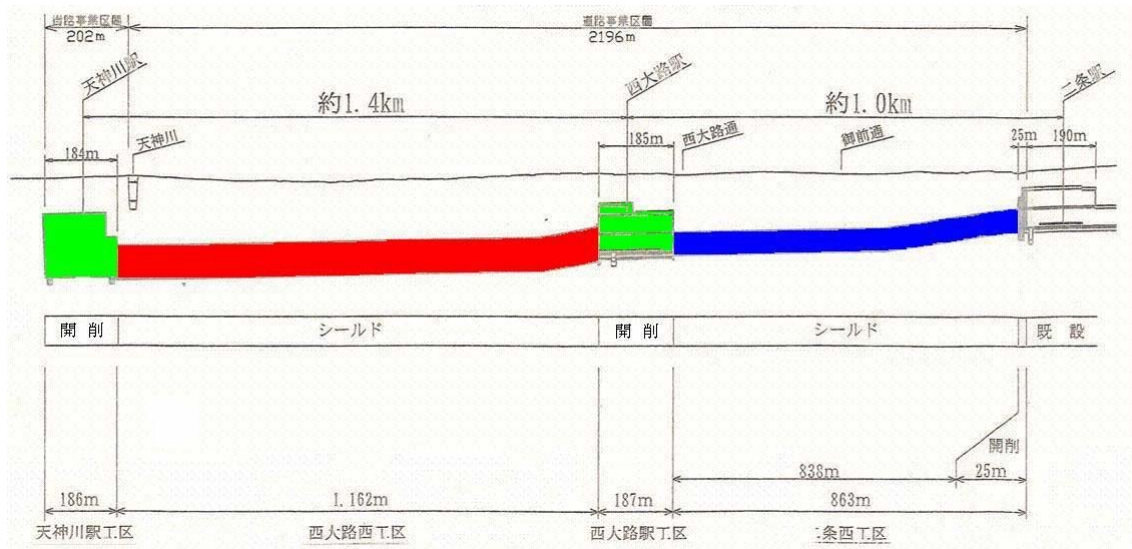 街路事業区間
道路事業区間
202m
2196m
天神川駅
西大路駅
二条駅
約1.4km
約1.0km
天神川
西大路通
御前通
184m
185m
25m
190m
開削
シールド
開削
シールド
既設
開削
838m
25m
186m
1,162m
187m
863m
天神川駅工区
西大路西工区
西大路駅工区
二条西工区